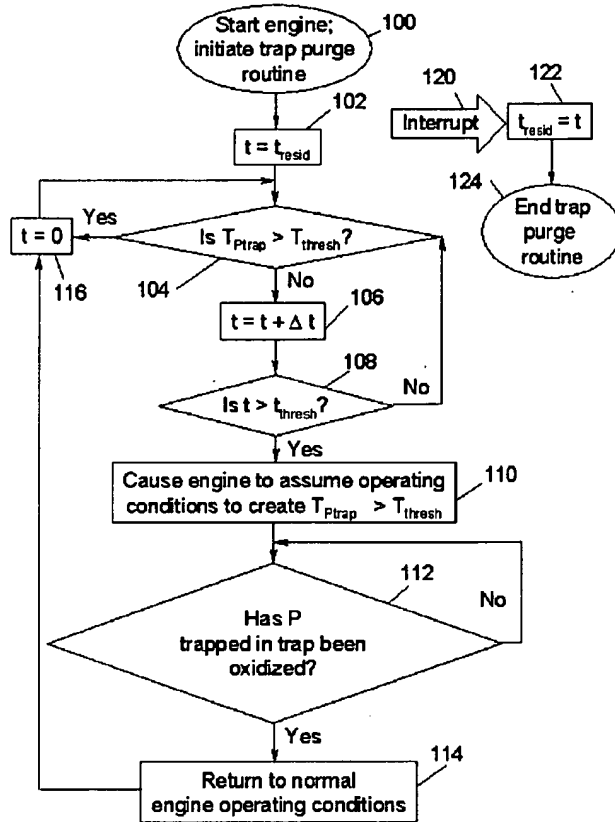 Start engine;
initiate trap purge
routine
100
102
t = t_resid
120
122
Interrupt
t_resid = t
124
End trap
purge
routine
Yes
t = 0
116
Is T_Ptrap > T_thresh?
104
No
106
t = t + Δ t
108
No
Is t > t_thresh?
Yes
Cause engine to assume operating
conditions to create T_Ptrap > T_thresh
110
112
No
Has P
trapped in trap been
oxidized?
Yes
114
Return to normal
engine operating conditions